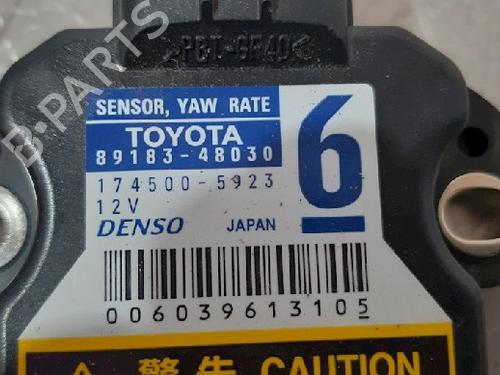 >PBT-GF40<
SENSOR, YAW RATE
TOYOTA
89183-48030
6
174500-5923
12V
DENSO JAPAN
006039613105
警告 CAUTION
B-PARTS